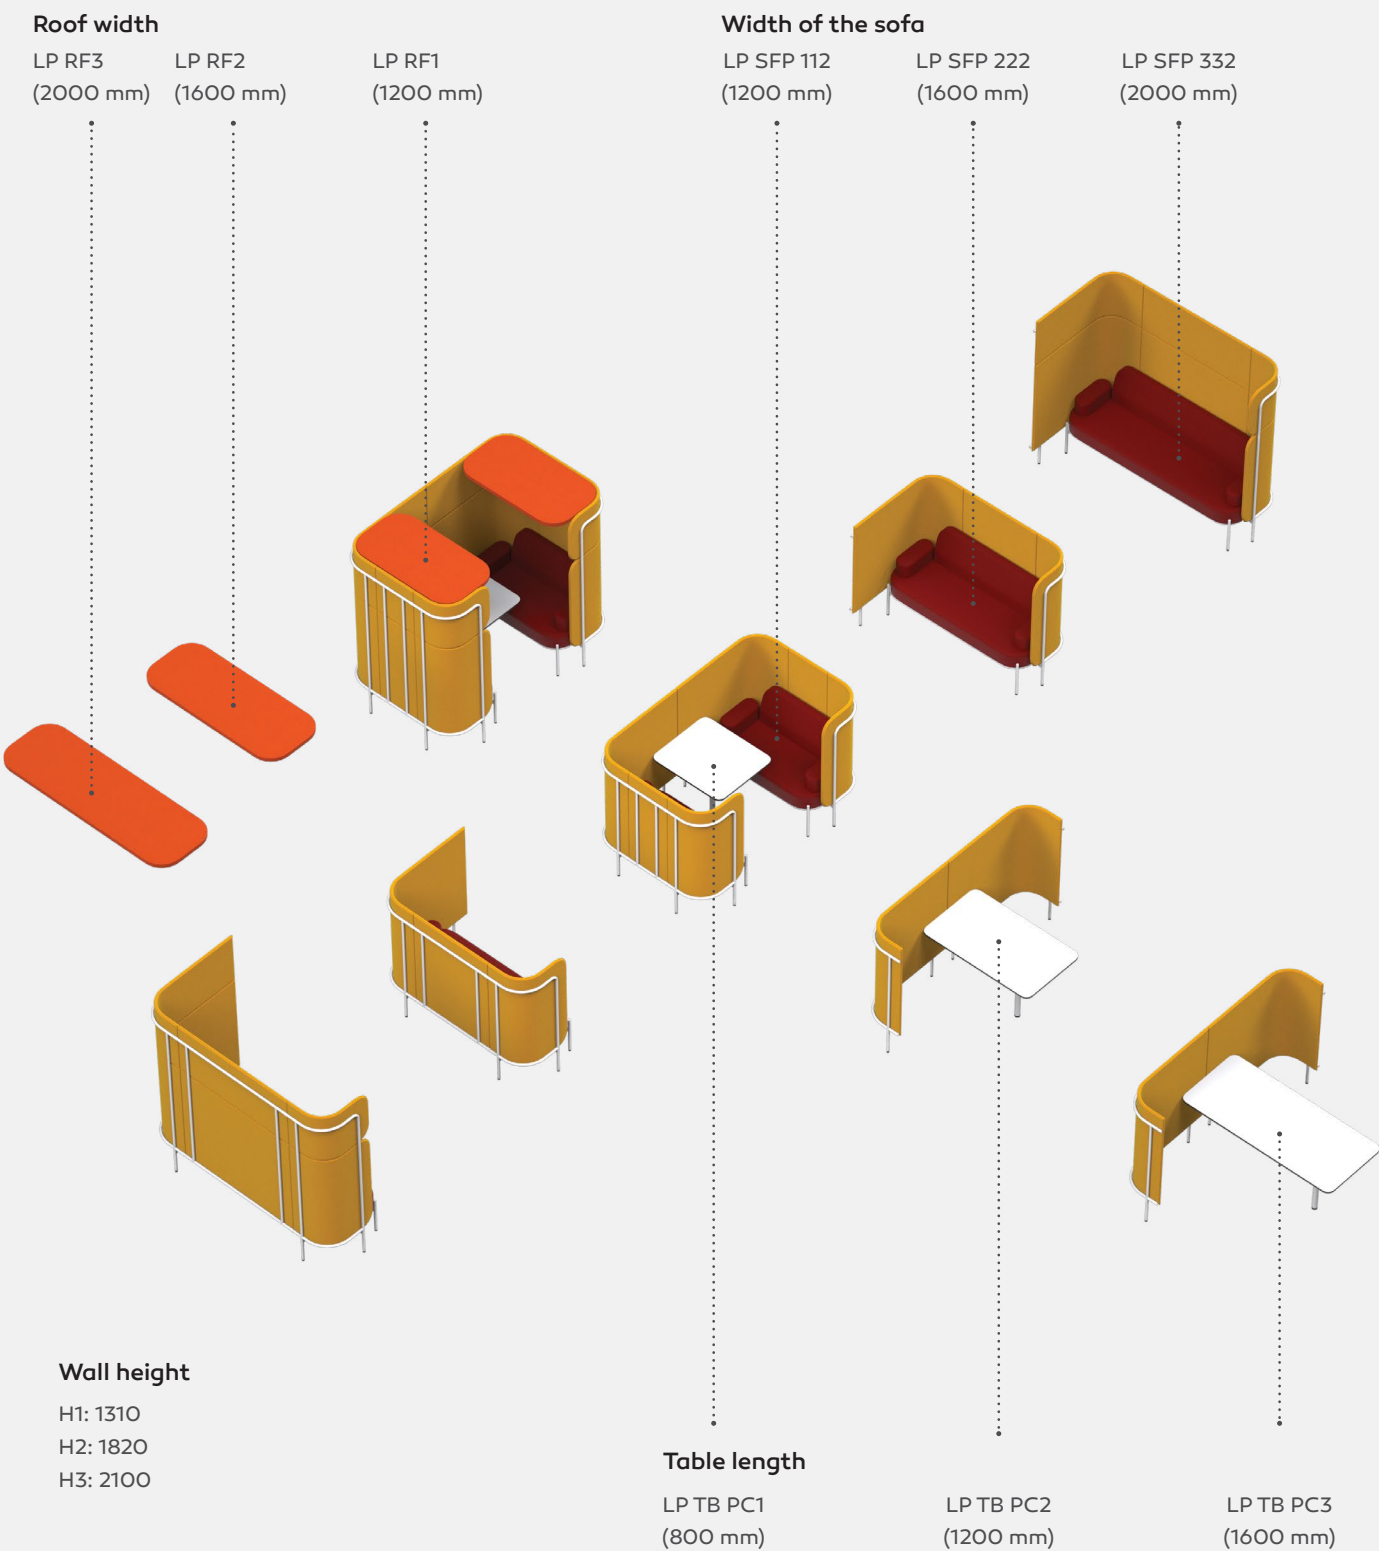 Roof width
LP RF3
(2000 mm)
LP RF2
(1600 mm)
LP RF1
(1200 mm)
Width of the sofa
LP SFP 112
(1200 mm)
LP SFP 222
(1600 mm)
LP SFP 332
(2000 mm)
Wall height
H1: 1310
H2: 1820
H3: 2100
Table length
LP TB PC1
(800 mm)
LP TB PC2
(1200 mm)
LP TB PC3
(1600 mm)